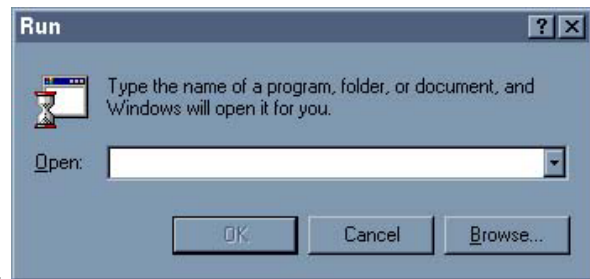 Run
Type the name of a program, folder, or document, and
Windows will open it for you.
Open:
OK Cancel Browse...